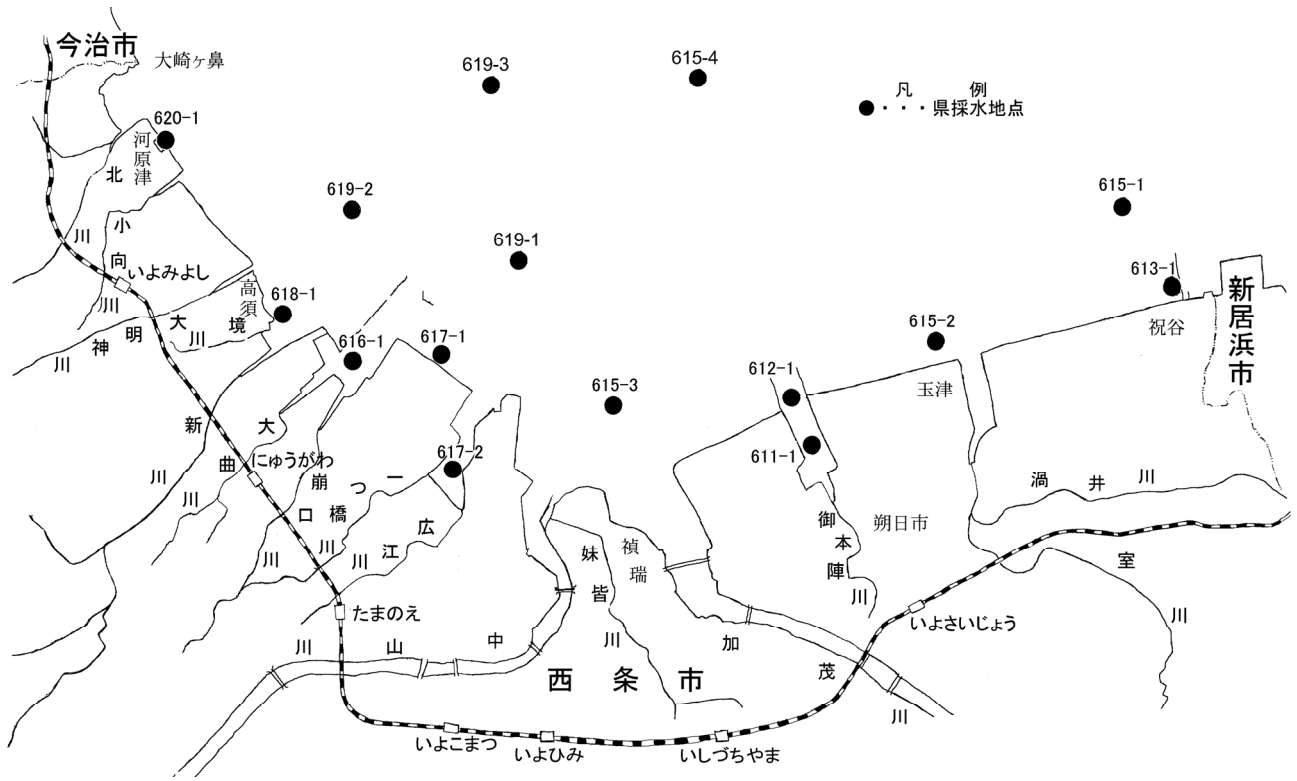 今治市
大崎ヶ鼻
619-3
615-4
凡 例
●・・・県採水地点
620-1
河原津
北川
619-2
615-1
小向川
619-1
613-1
いよみよし
高須
618-1
新居浜市
祝谷
大明神川
境川
616-1
617-1
615-2
612-1
玉津
615-3
新川
大曲川
にゅうがわ
617-2
611-1
崩口川
一つ橋川
広江川
渦井川
御本陣川
朔日市
妹皆川
禎瑞
室川
たまのえ
いよさいじょう
中山川
加茂川
西条市
いよこまつ
いよひみ
いしづちやま